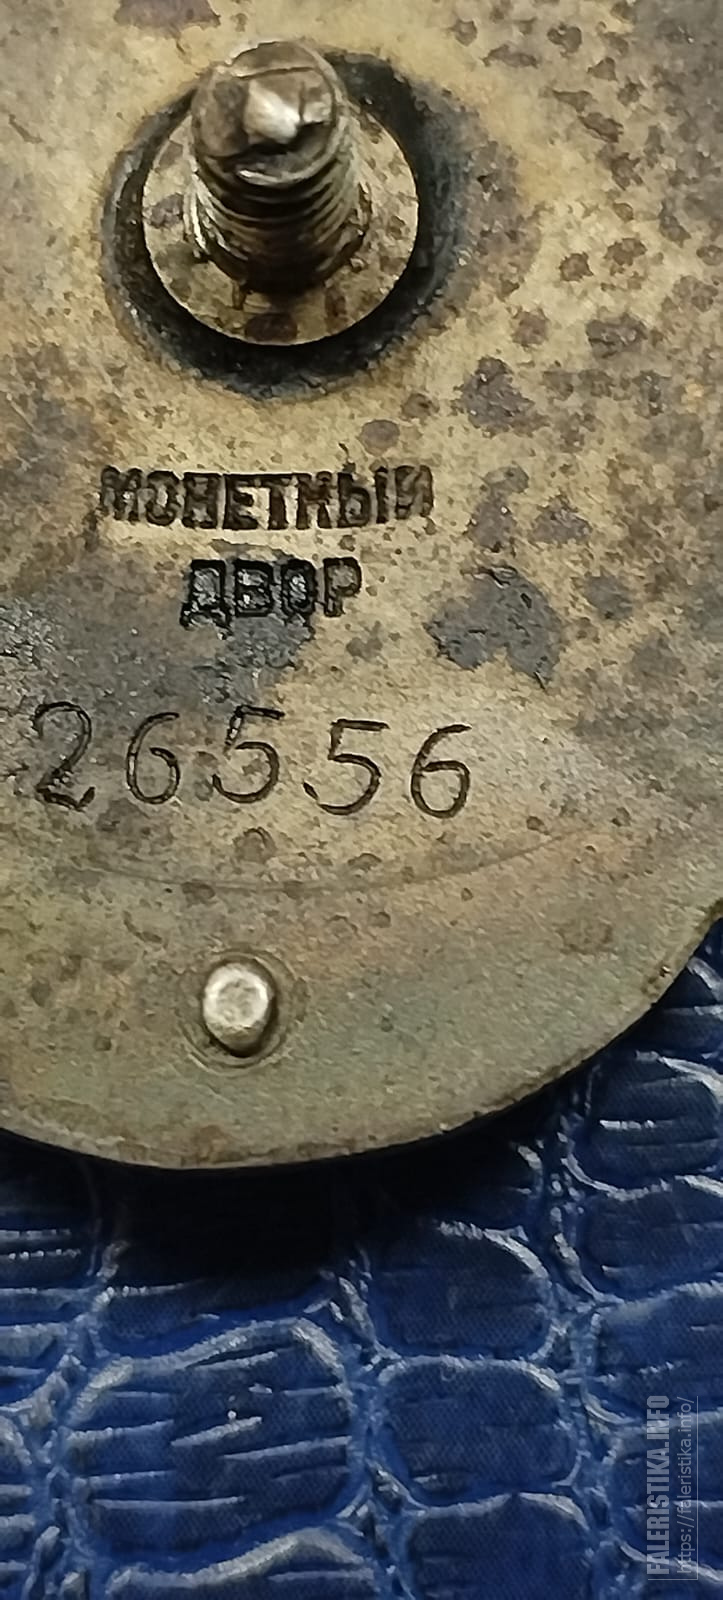 МОНЕТНЫЙ
ДВОР
26556
FALERISTIKA.INFO
https://faleristika.info/